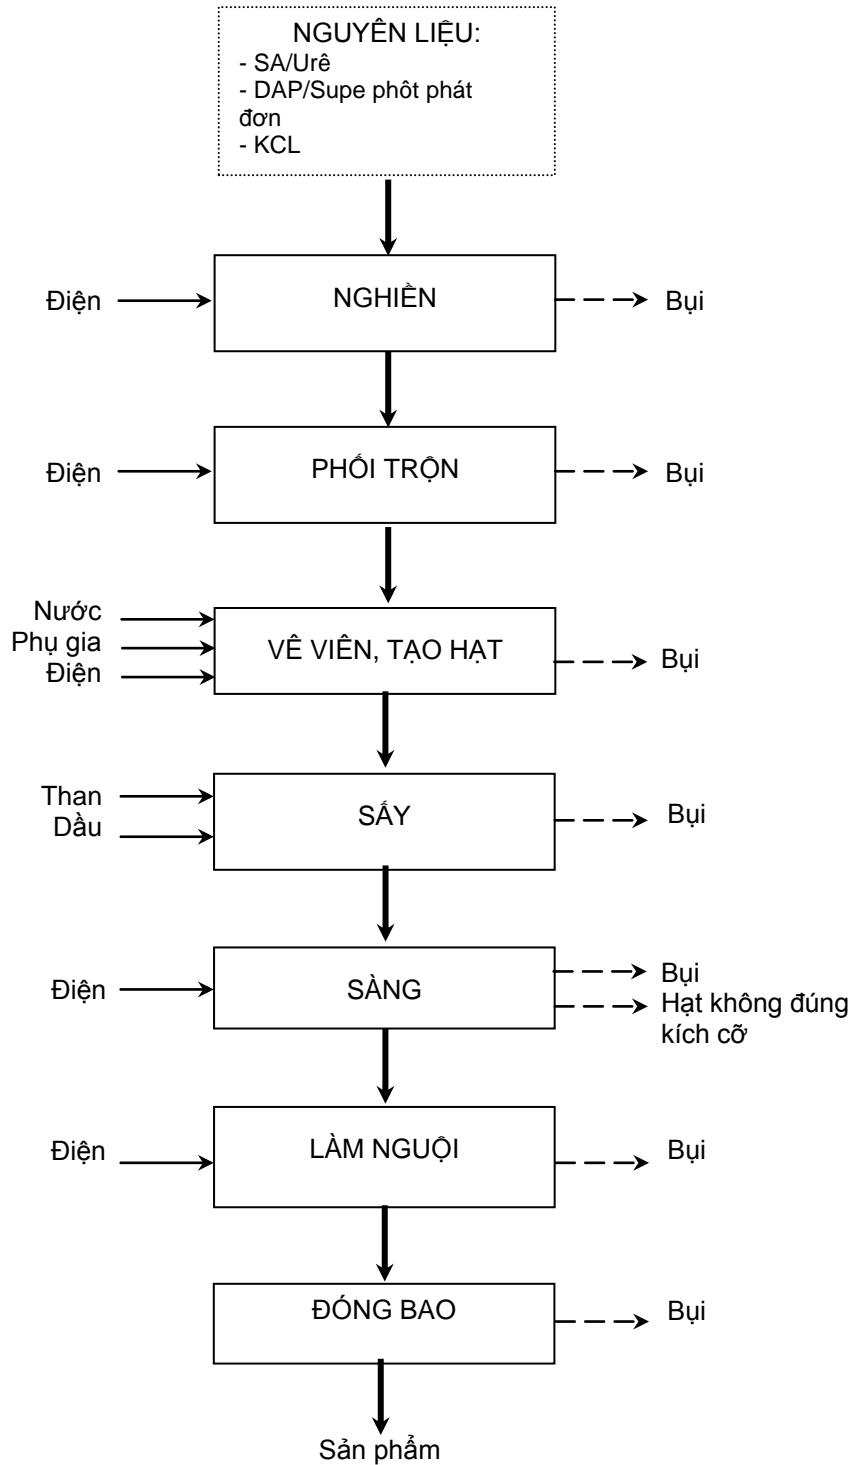 NGUYÊN LIỆU:
- SA/Urê
- DAP/Supe phôt phát
đơn
- KCL
Điện
NGHIỀN
Bụi
Điện
PHỐI TRỘN
Bụi
Nước
Phụ gia
Điện
VÊ VIÊN, TẠO HẠT
Bụi
Than
Dầu
SẤY
Bụi
Điện
SÀNG
Bụi
Hạt không đúng
kích cỡ
Điện
LÀM NGUỘI
Bụi
ĐÓNG BAO
Bụi
Sản phẩm